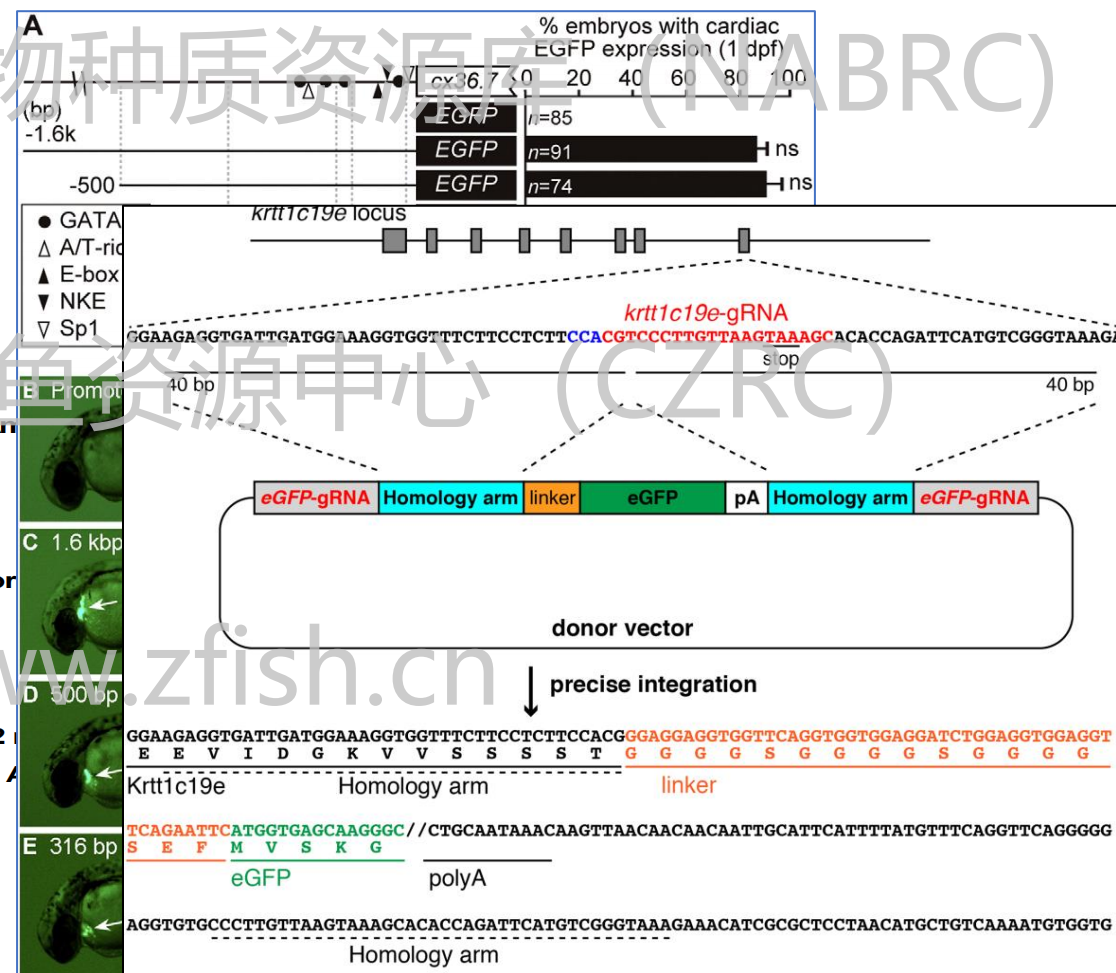 物种质资源库 (NABRC)
A
% embryos with cardiac
EGFP expression (1 dpf)
cx36.7
0 20 40 60 80 100
(bp)
EGFP n=85
-1.6k
EGFP n=91 ns
-500 EGFP n=74 ns
GATA
A/T-ric
E-box
NKE
Sp1
krtt1c19e locus
krtt1c19e-gRNA
GGAAGAGGTGATTGATGGAAAGGTGGTTTCTTCCTCTTCCACGTCCCTTGTTAAGTAAAGCACACCAGATTCATGTCGGGTAAAGA
stop
40 bp 40 bp
鱼资源中心 (CZRC)
B Promot
eGFP-gRNA Homology arm linker eGFP pA Homology arm eGFP-gRNA
C 1.6 kbp
donor vector
www.zfish.cn
precise integration
D 500 bp
GGAAGAGGTGATTGATGGAAAGGTGGTTTCTTCCTCTTCCACGGGAGGAGGTGGTTCAGGTGGTGGAGGATCTGGAGGTGGAGGT
E E V I D G K V V S S S S T G G G G S G G G G S G G G G
Krtt1c19e Homology arm linker
TCAGAATTCATGGTGAGCAAGGGC//CTGCAATAAACAAGTTAACAACAACAATTGCATTCATTTTATGTTTCAGGTTCAGGGGG
S E F M V S K G
E 316 bp
eGFP polyA
AGGTGTGCCCTTGTTAAGTAAAGCACACCAGATTCATGTCGGGTAAAGAAACATCGCGCTCCTAACATGCTGTCAAAATGTGGTG
Homology arm